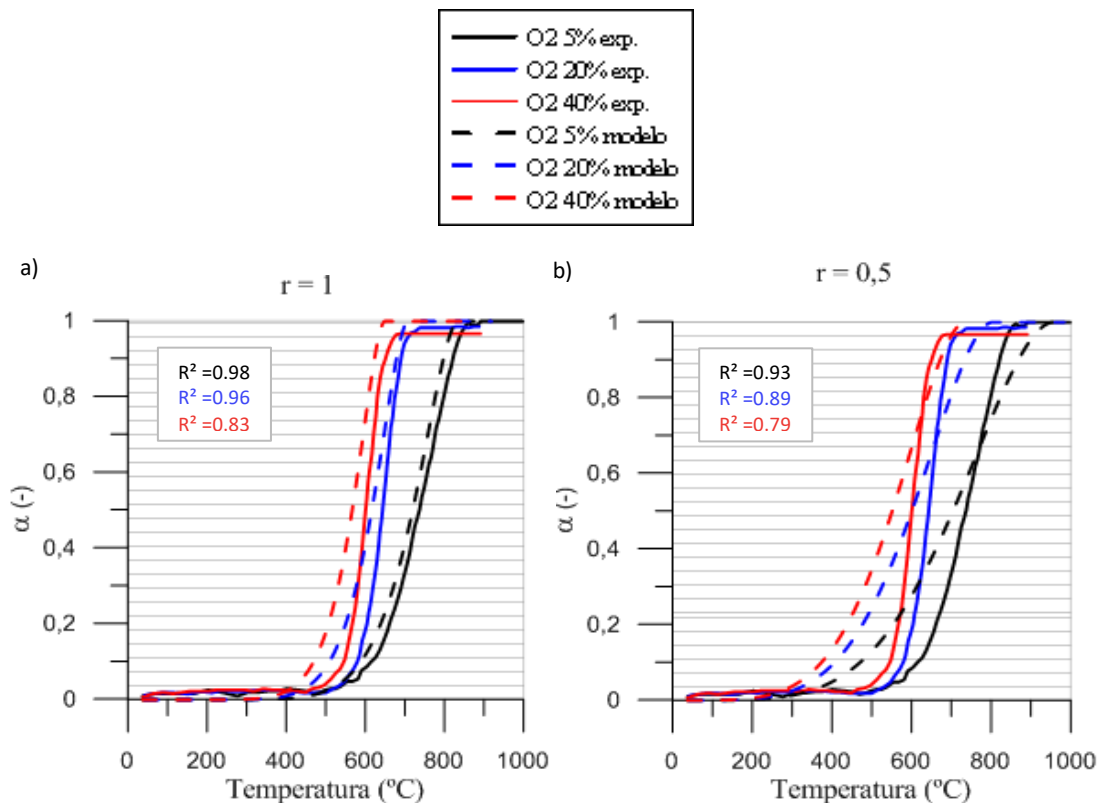 O2 5% exp.
O2 20% exp.
O2 40% exp.
O2 5% modelo
O2 20% modelo
O2 40% modelo
a)
r = 1
1
0,8
0,6
0,4
0,2
0
α (-)
R² =0.98
R² =0.96
R² =0.83
0 200 400 600 800 1000
Temperatura (ºC)
b)
r = 0,5
1
0,8
0,6
0,4
0,2
0
α (-)
R² =0.93
R² =0.89
R² =0.79
0 200 400 600 800 1000
Temperatura (ºC)